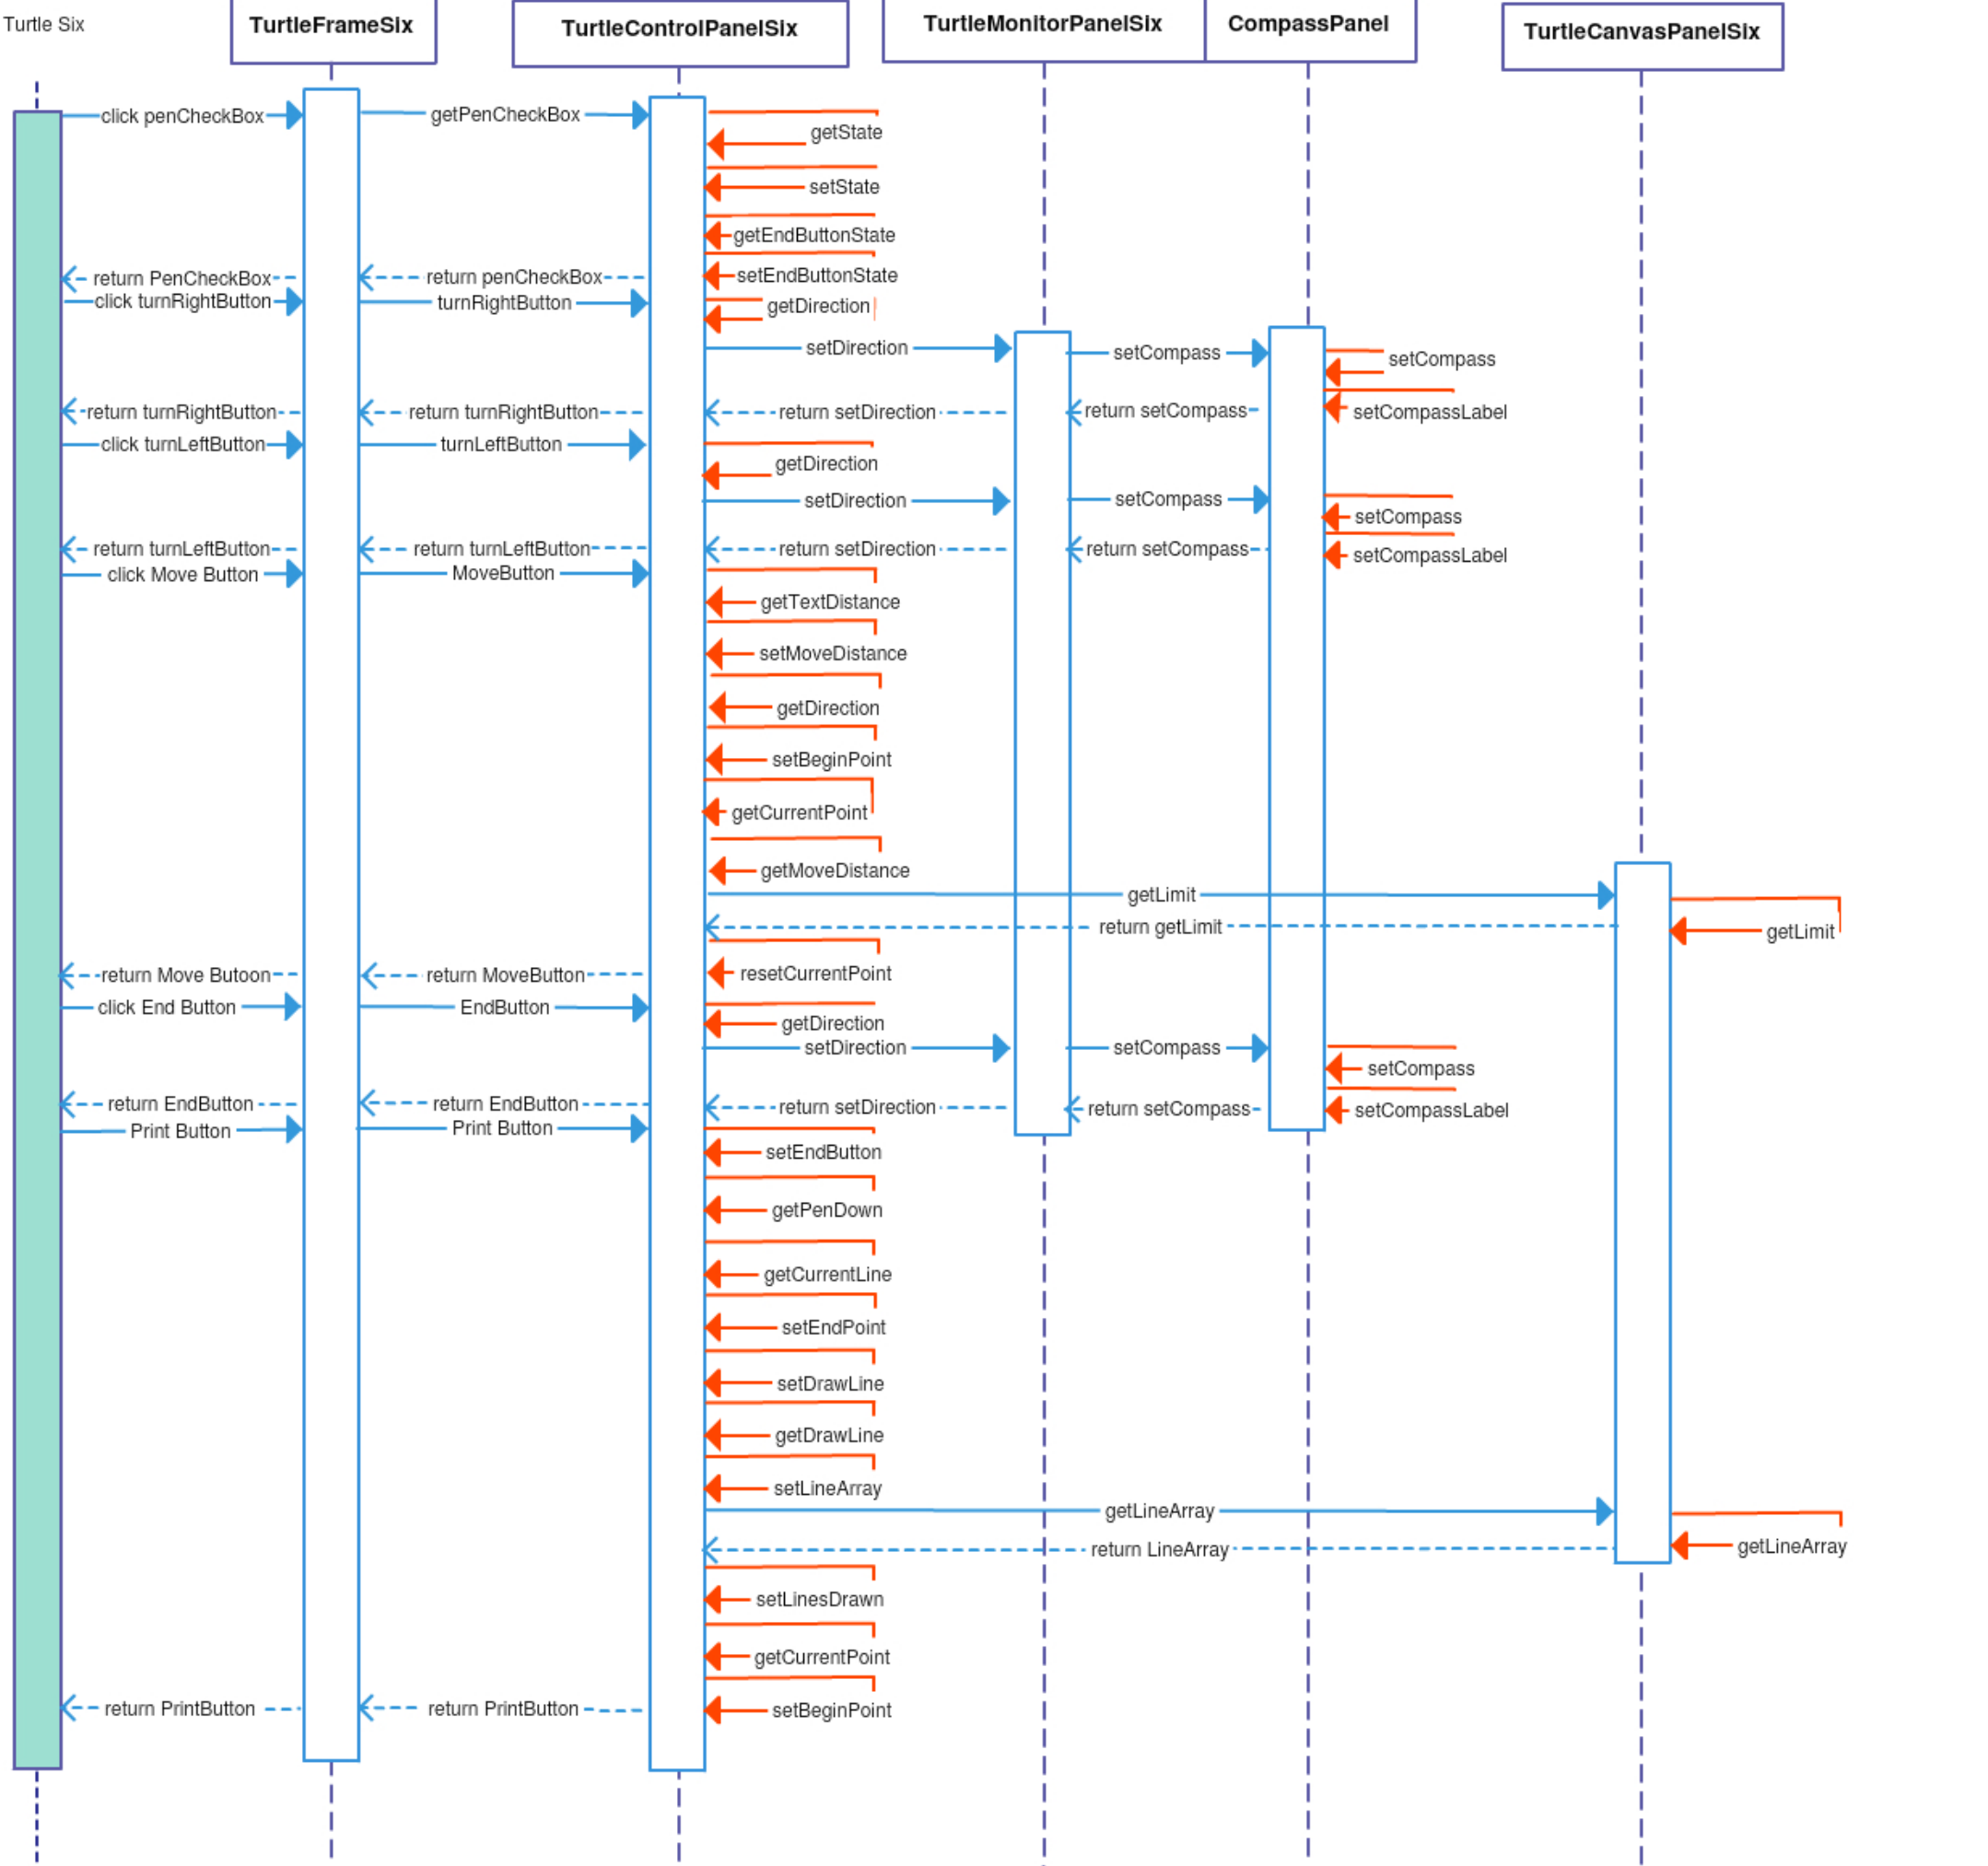 Turtle Six
TurtleFrameSix
TurtleControlPanelSix
TurtleMonitorPanelSix
CompassPanel
TurtleCanvasPanelSix
click penCheckBox
getPenCheckBox
getState
setState
getEndButtonState
return PenCheckBox
return penCheckBox
setEndButtonState
click turnRightButton
turnRightButton
getDirection
setDirection
setCompass
setCompass
return turnRightButton
return turnRightButton
return setDirection
return setCompass
setCompassLabel
click turnLeftButton
turnLeftButton
getDirection
setDirection
setCompass
setCompass
return turnLeftButton
return turnLeftButton
return setDirection
return setCompass
setCompassLabel
click Move Button
MoveButton
getTextDistance
setMoveDistance
getDirection
setBeginPoint
getCurrentPoint
getMoveDistance
getLimit
return getLimit
getLimit
return Move Butoon
return MoveButton
resetCurrentPoint
click End Button
EndButton
getDirection
setDirection
setCompass
setCompass
return EndButton
return EndButton
return setDirection
return setCompass
setCompassLabel
Print Button
Print Button
setEndButton
getPenDown
getCurrentLine
setEndPoint
setDrawLine
getDrawLine
setLineArray
getLineArray
return LineArray
getLineArray
setLinesDrawn
getCurrentPoint
return PrintButton
return PrintButton
setBeginPoint